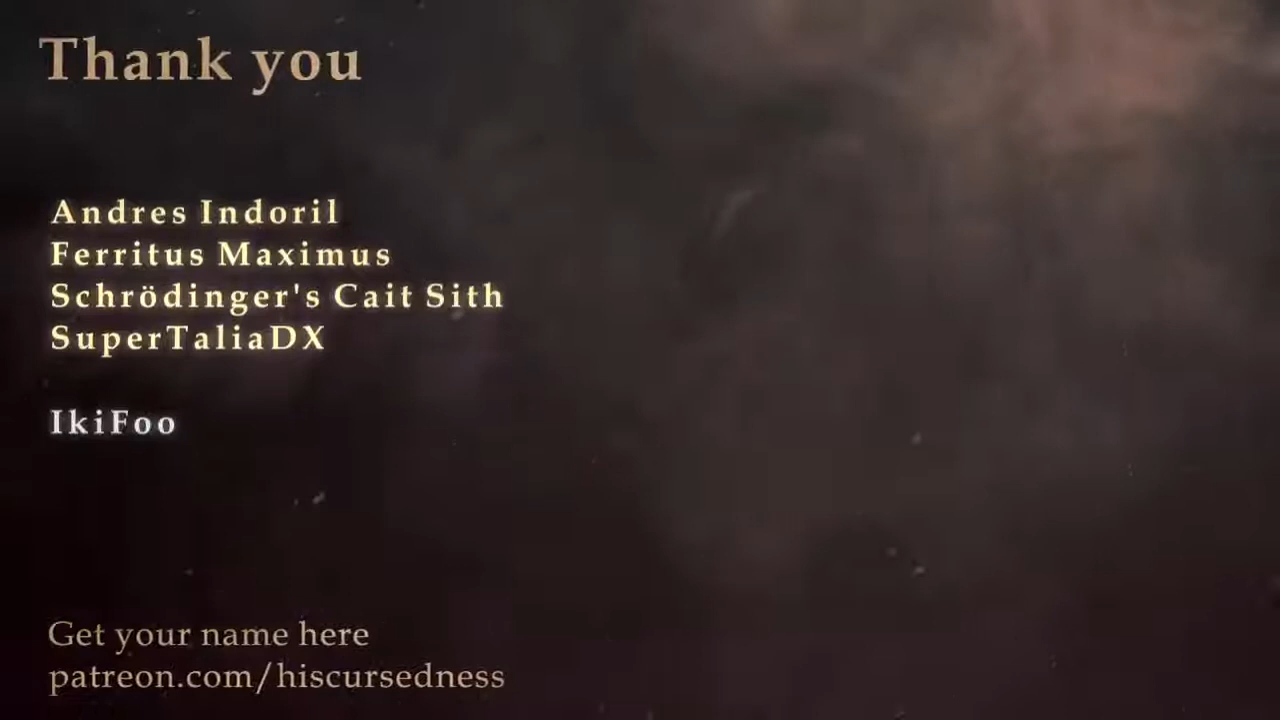 Thank you
Andres Indoril
Ferritus Maximus
Schrödinger's Cait Sith
SuperTaliaDX
IkiFoo
Get your name here
patreon.com/hiscursedness